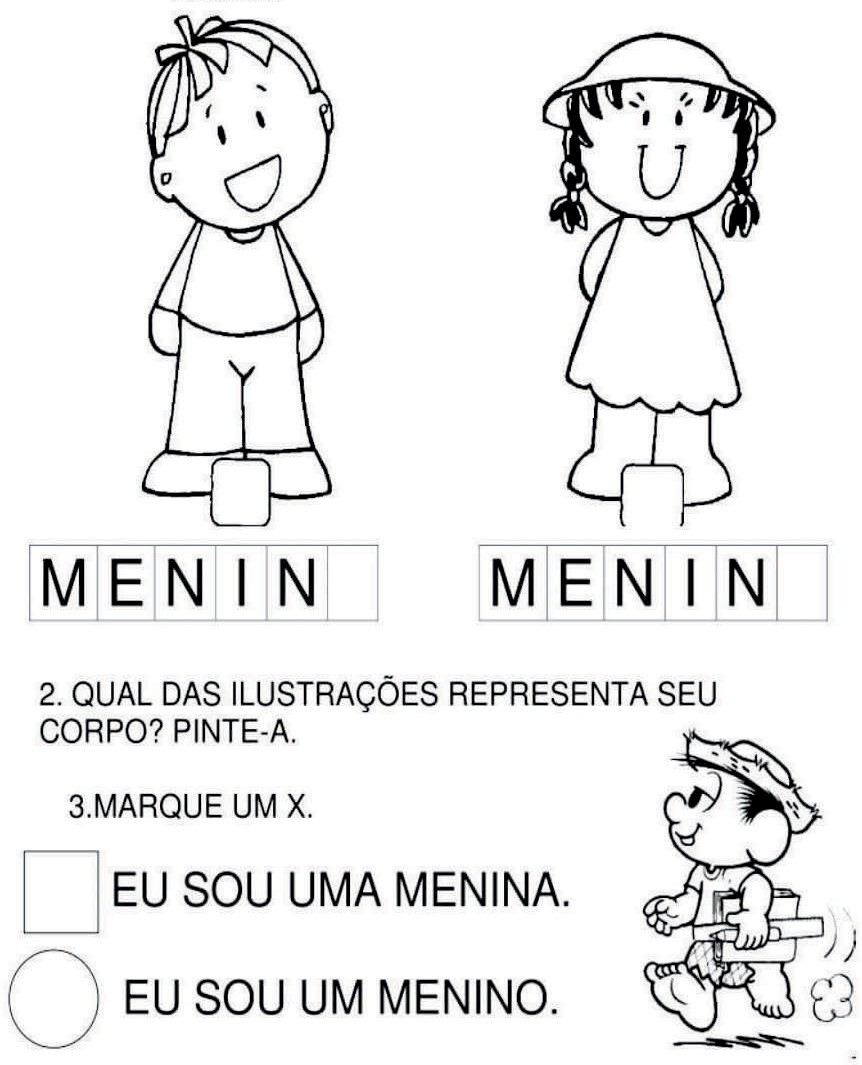 MENIN
MENIN
2. QUAL DAS ILUSTRAÇÕES REPRESENTA SEU
CORPO? PINTE-A.
3.MARQUE UM X.
EU SOU UMA MENINA.
EU SOU UM MENINO.